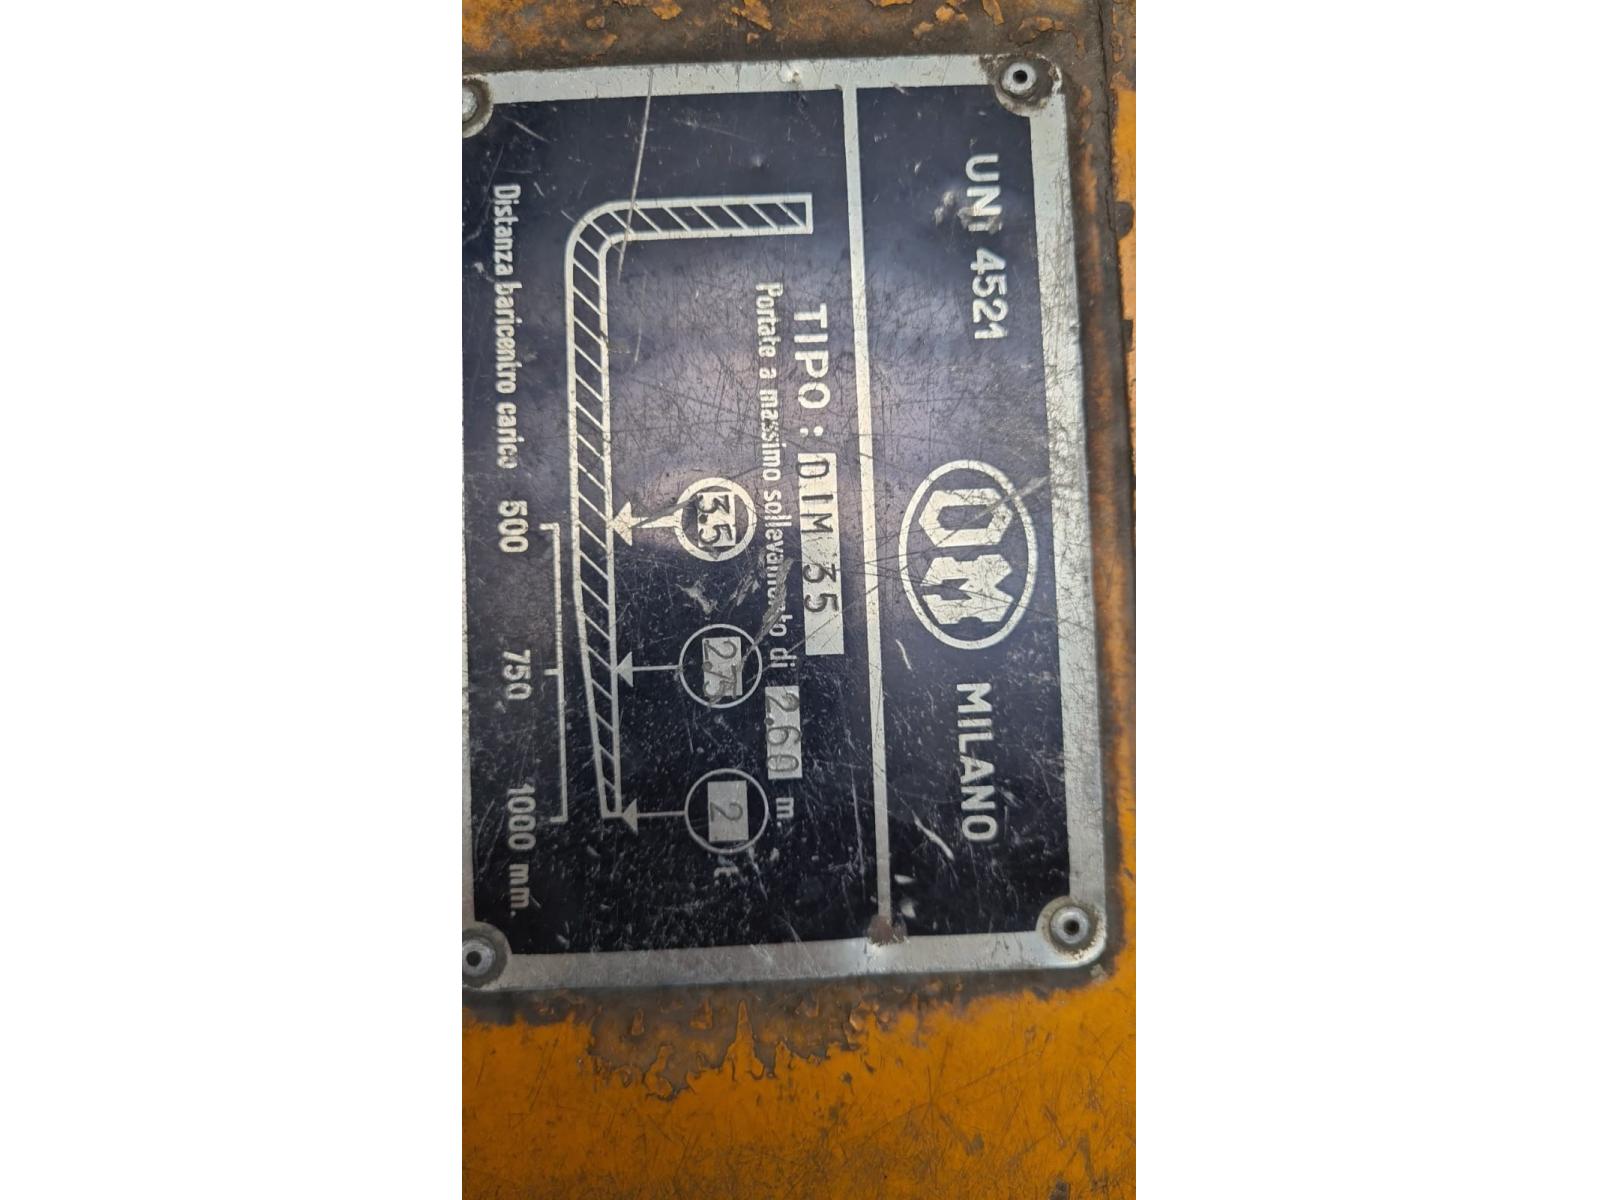 UNI 4521 OM MILANO
TIPO: DIM 35
Portate a massimo sollevamento di 2.60 m.
3.5 2.75 2 t
Distanza baricentro carico 500 750 1000 mm.